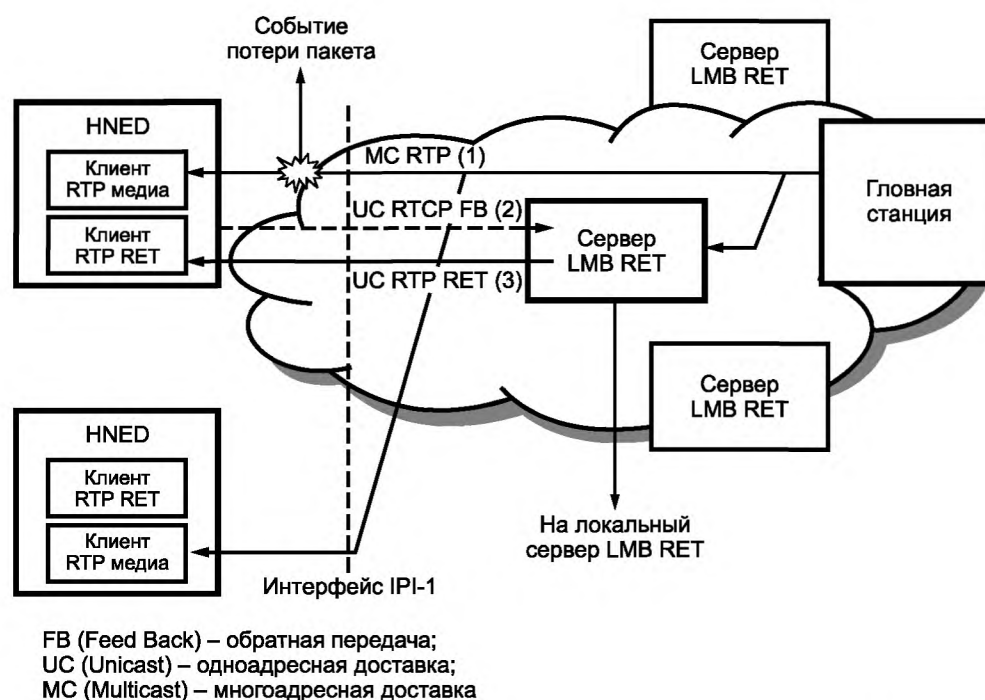 Событие
потери пакета
Сервер
LMB RET
HNED
Клиент
RTP медиа
Клиент
RTP RET
MC RTP (1)
UC RTCP FB (2)
UC RTP RET (3)
Сервер
LMB RET
Гловная
станция
Сервер
LMB RET
HNED
Клиент
RTP RET
Клиент
RTP медиа
На локальный
сервер LMB RET
Интерфейс IPI-1
FB (Feed Back) – обратная передача;
UC (Unicast) – одноадресная доставка;
MC (Multicast) – многоадресная доставка